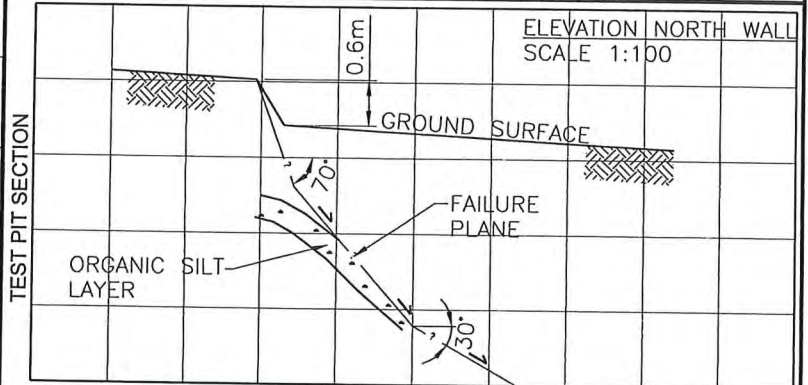 ELEVATION NORTH WALL
SCALE 1:100
0.6m
GROUND SURFACE
?
70°
FAILURE
PLANE
ORGANIC SILT
LAYER
?
30°
TEST PIT SECTION